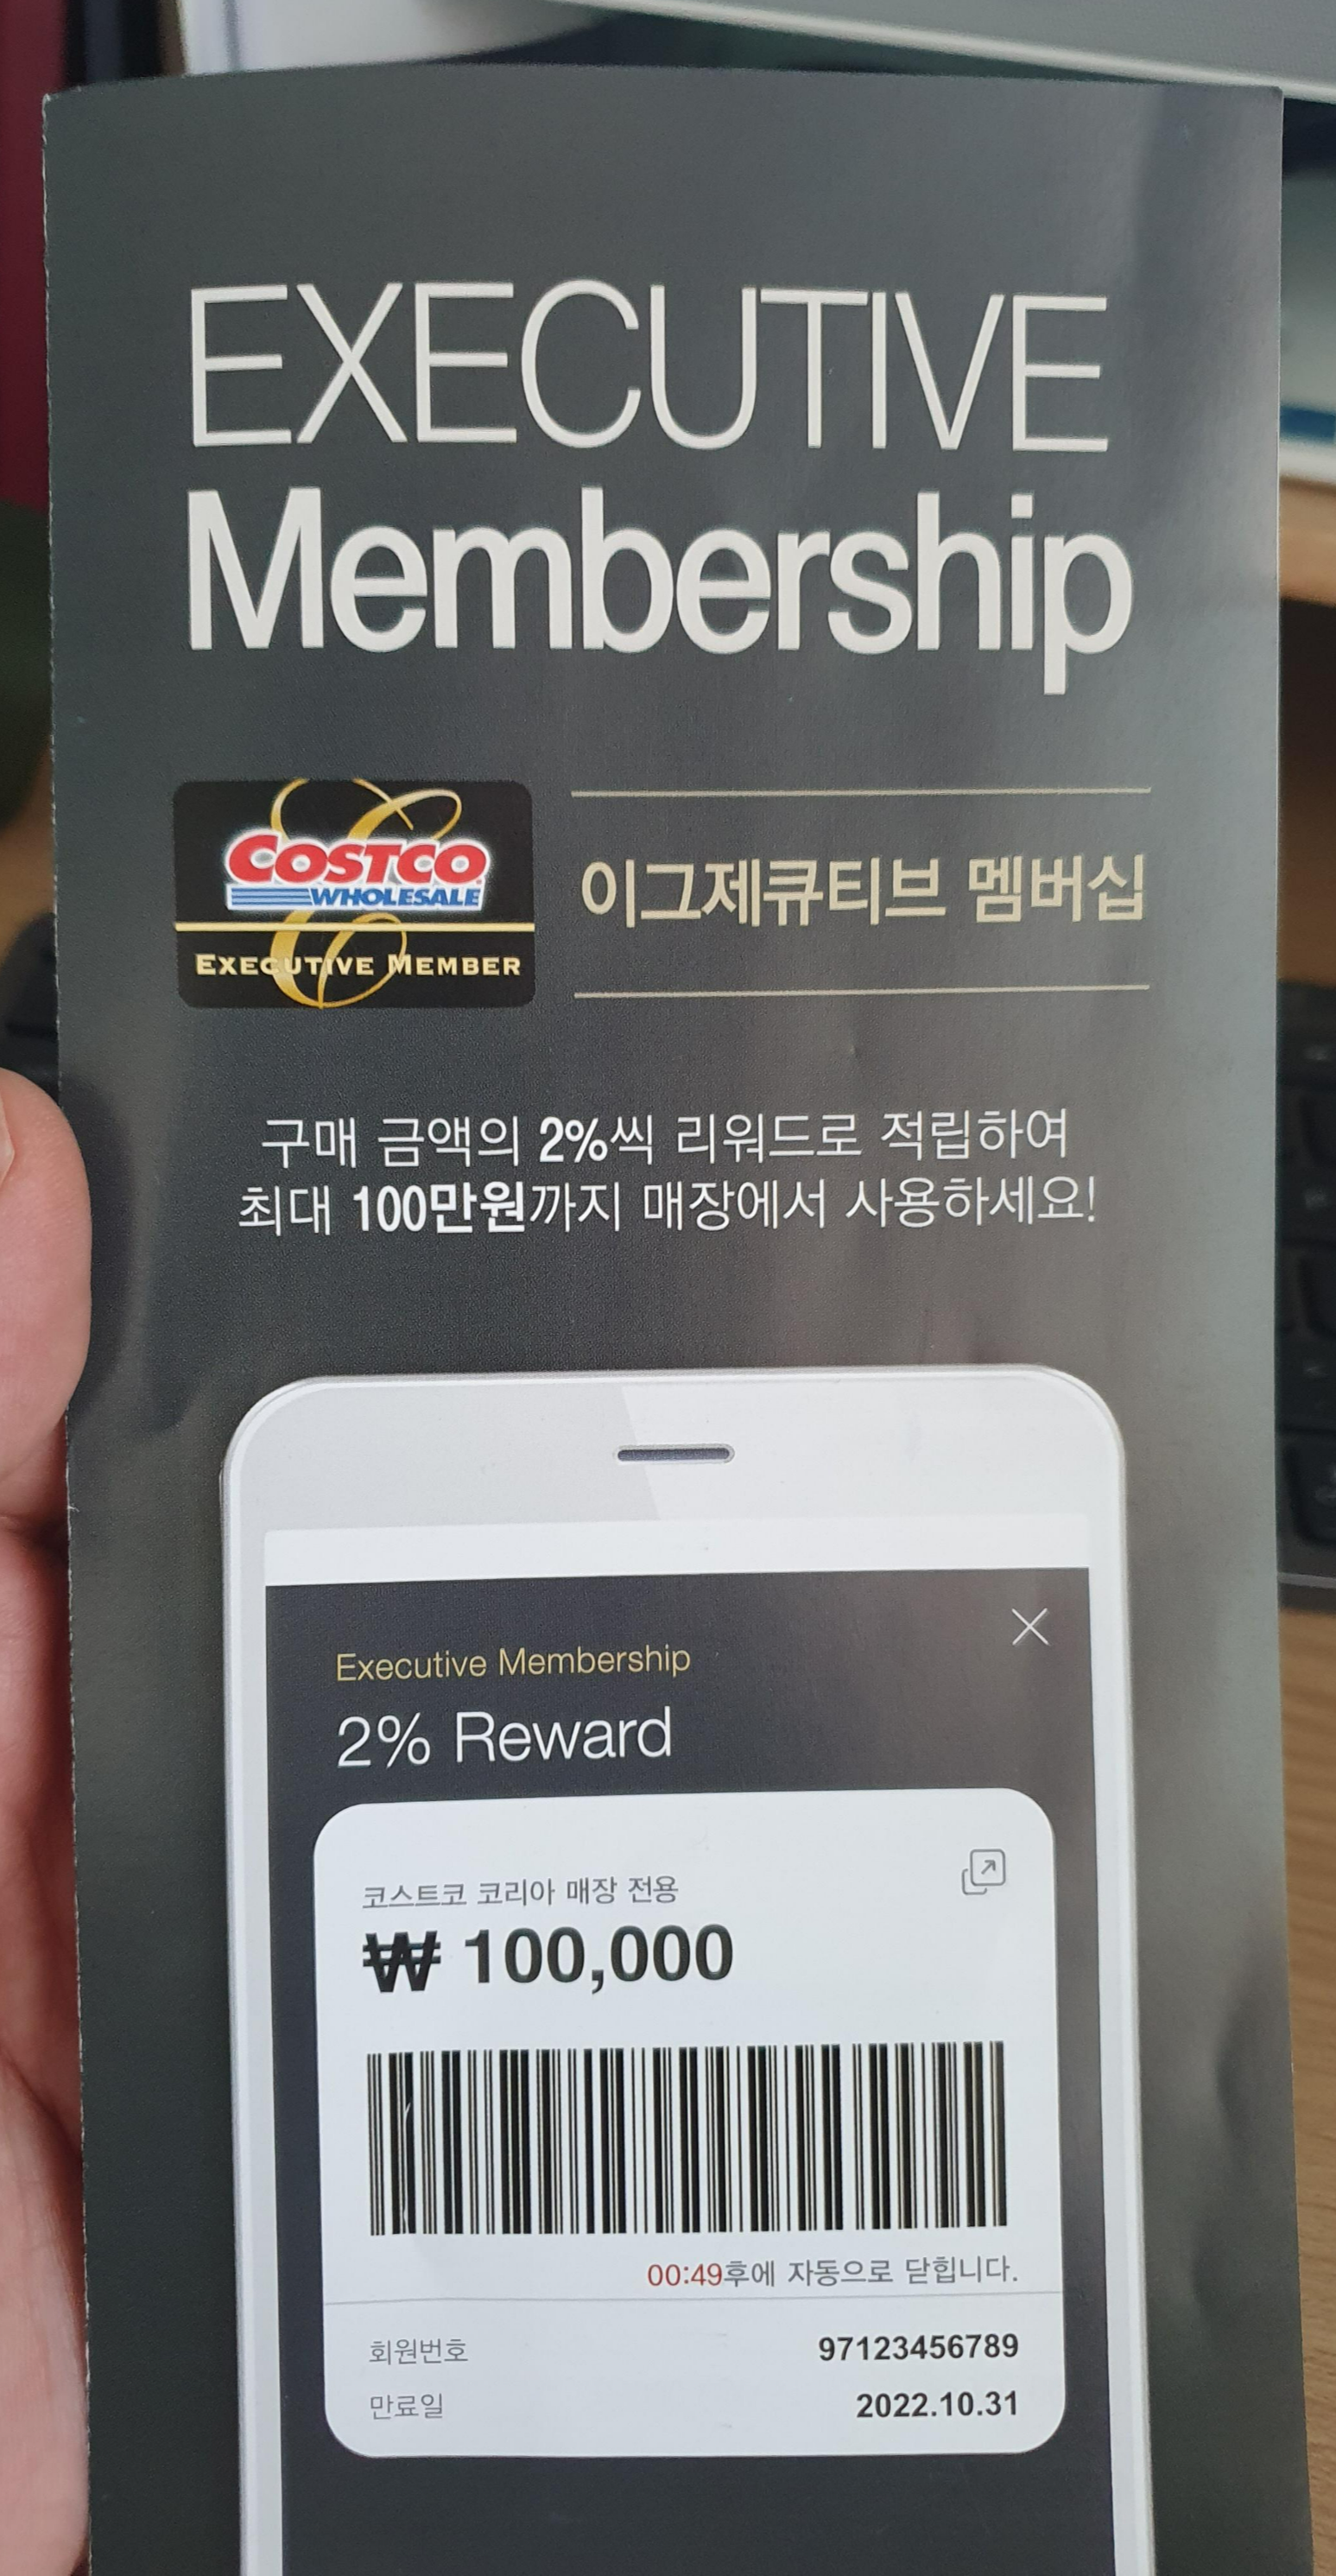 EXECUTIVE
Membership
COSTCO
WHOLESALE
EXECUTIVE MEMBER
이그제큐티브 멤버십
구매 금액의 2%씩 리워드로 적립하여
최대 100만원까지 매장에서 사용하세요!
Executive Membership
2% Reward
코스트코 코리아 매장 전용
₩ 100,000
00:49후에 자동으로 닫힙니다.
회원번호 97123456789
만료일 2022.10.31